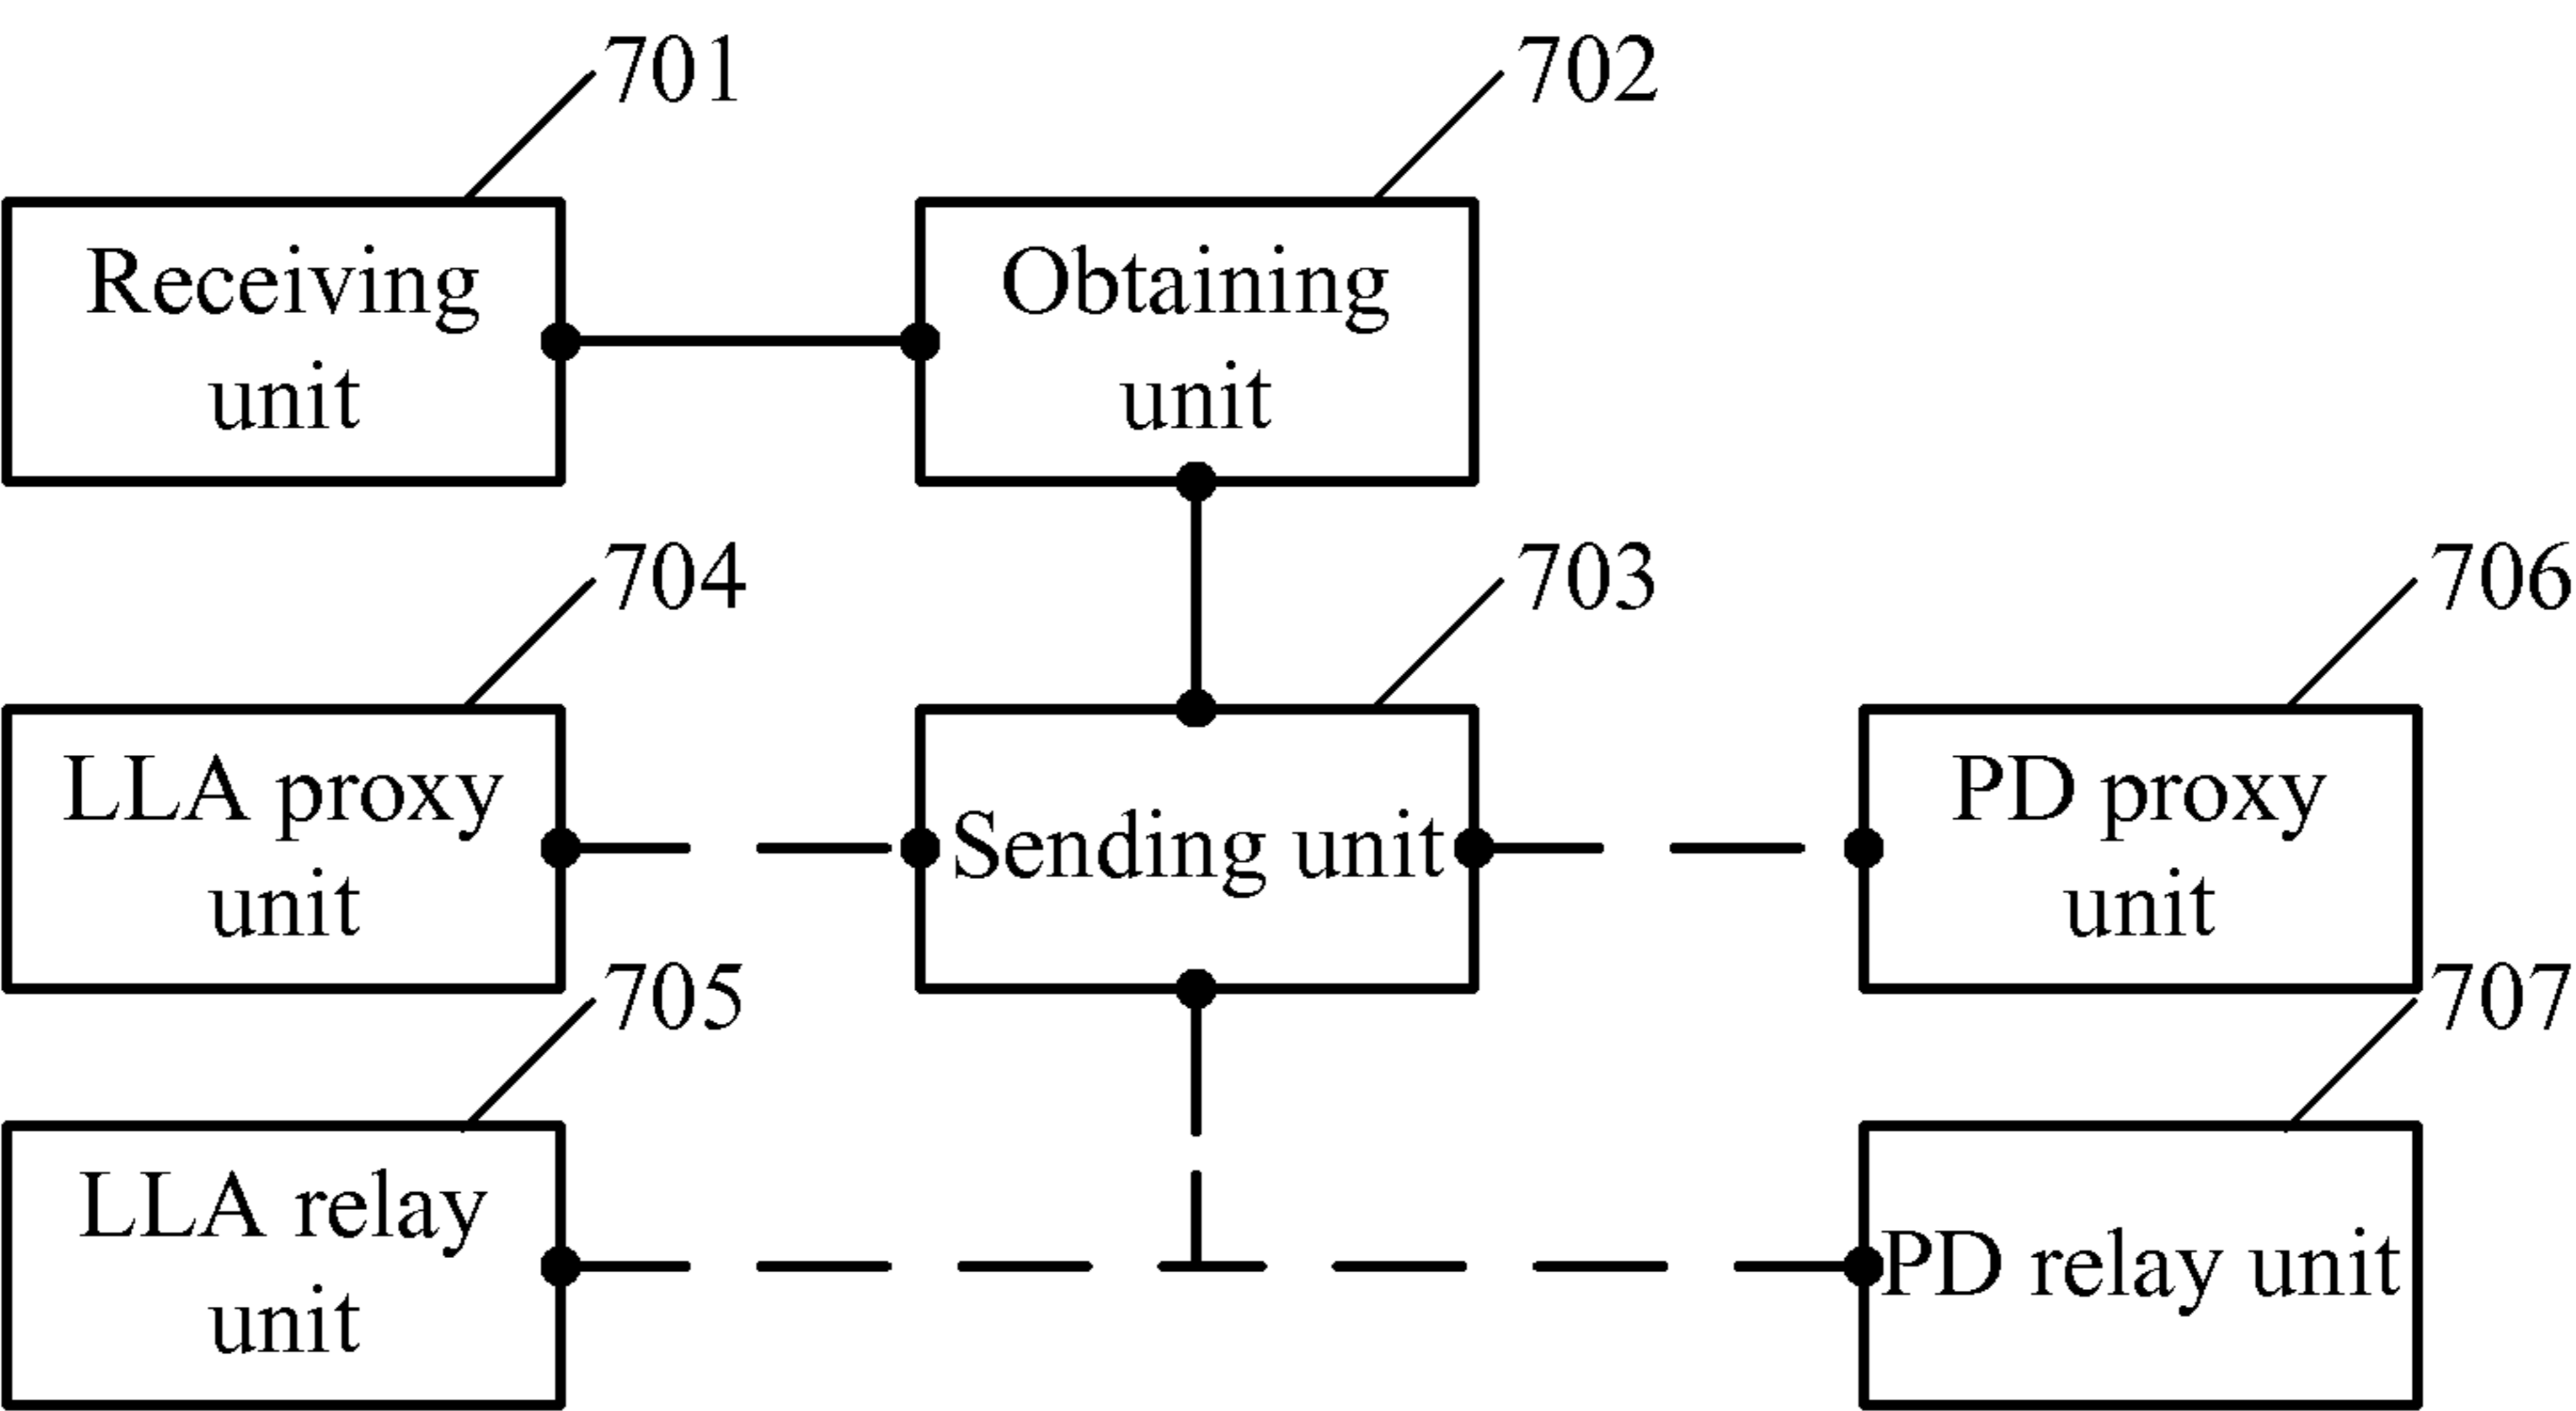 701
702
Receiving
unit
Obtaining
unit
704
703
706
LLA proxy
unit
Sending unit
PD proxy
unit
705
707
LLA relay
unit
PD relay unit